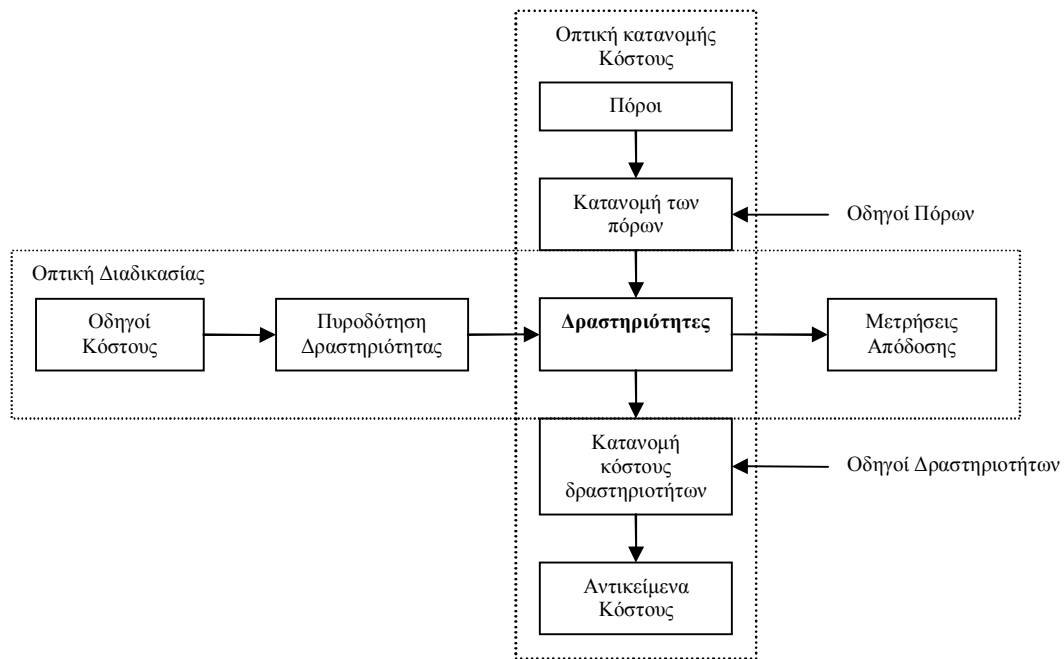 Οπτική κατανομής
Κόστους
Πόροι
Κατανομή των
πόρων
Οδηγοί Πόρων
Οπτική Διαδικασίας
Οδηγοί
Κόστους
Πυροδότηση
Δραστηριότητας
Δραστηριότητες
Μετρήσεις
Απόδοσης
Κατανομή
κόστους
δραστηριοτήτων
Οδηγοί Δραστηριοτήτων
Αντικείμενα
Κόστους